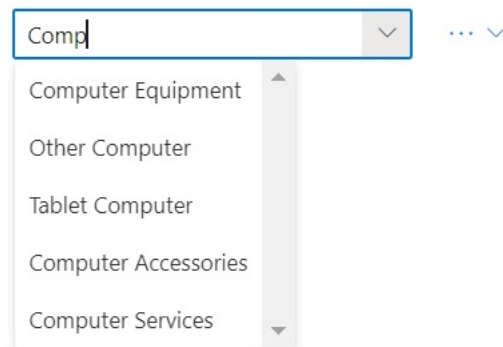 Comp
Computer Equipment
Other Computer
Tablet Computer
Computer Accessories
Computer Services